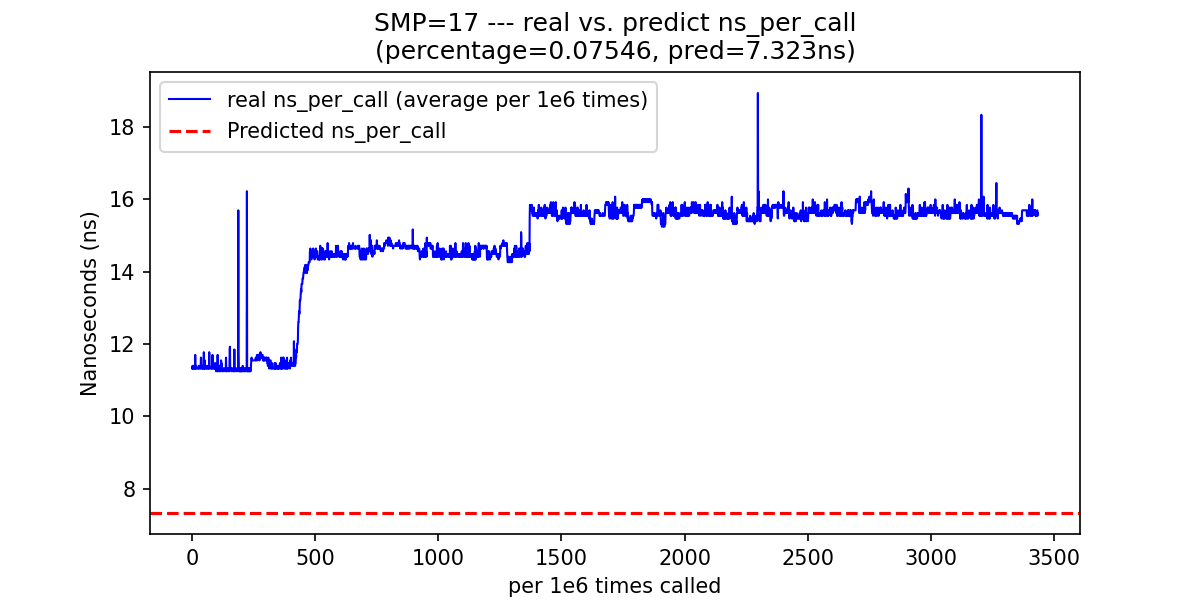 SMP=17 --- real vs. predict ns_per_call
(percentage=0.07546, pred=7.323ns)
real ns_per_call (average per 1e6 times)
Predicted ns_per_call
Nanoseconds (ns)
18
16
14
12
10
8
0 500 1000 1500 2000 2500 3000 3500
per 1e6 times called